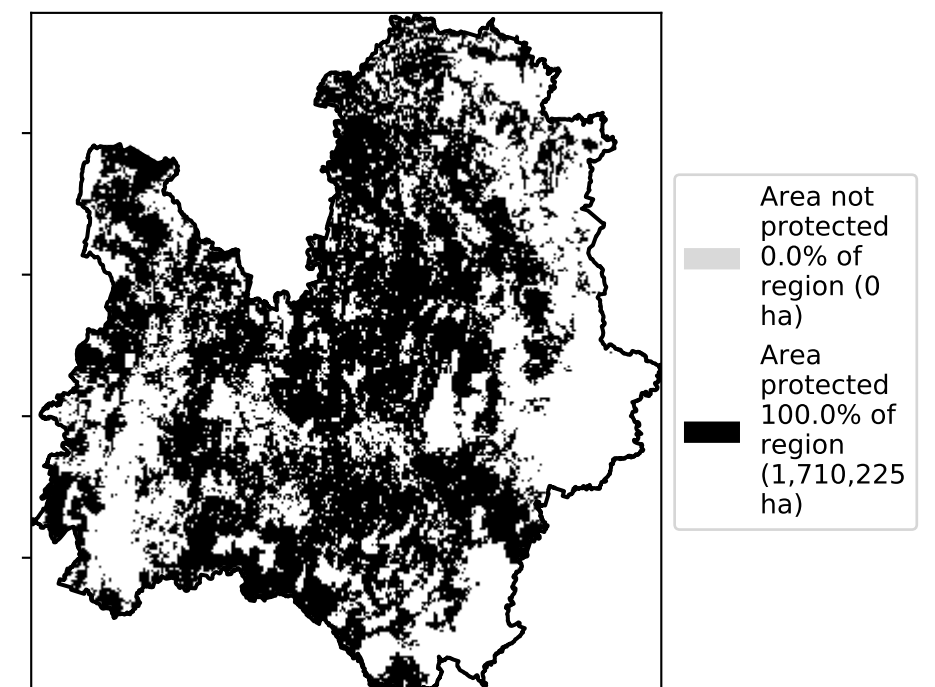 Area not
protected
0.0% of
region (0
ha)
Area
protected
100.0% of
region
(1,710,225
ha)